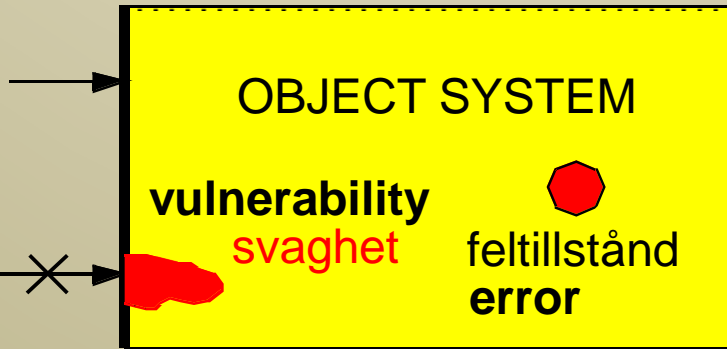 OBJECT SYSTEM
vulnerability
svaghet
feltillstånd
error